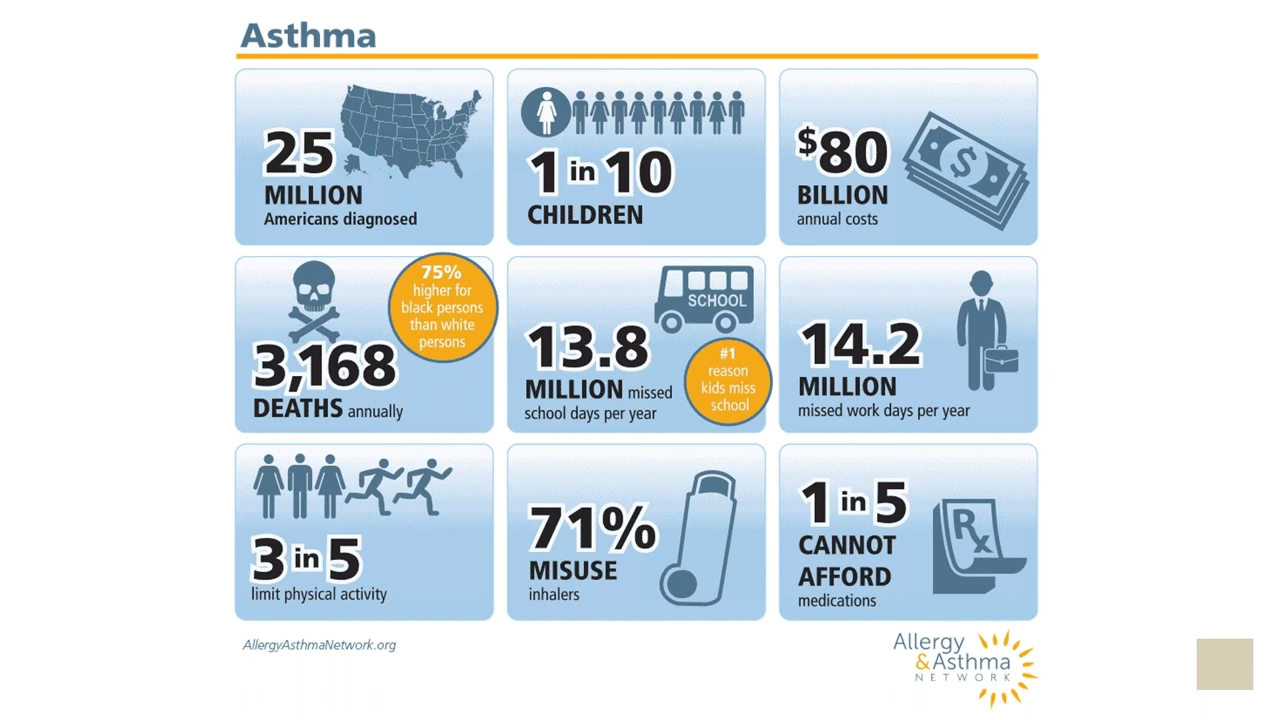 Asthma
25
MILLION
Americans diagnosed
1 in 10
CHILDREN
$80
BILLION
annual costs
75%
higher for
black persons
than white
persons
3,168
DEATHS annually
SCHOOL
13.8
MILLION missed
school days per year
#1
reason
kids miss
school
14.2
MILLION
missed work days per year
3 in 5
limit physical activity
71%
MISUSE
inhalers
1 in 5
CANNOT
AFFORD
medications
Rx
AllergyAsthmaNetwork.org
Allergy
&Asthma
NETWORK